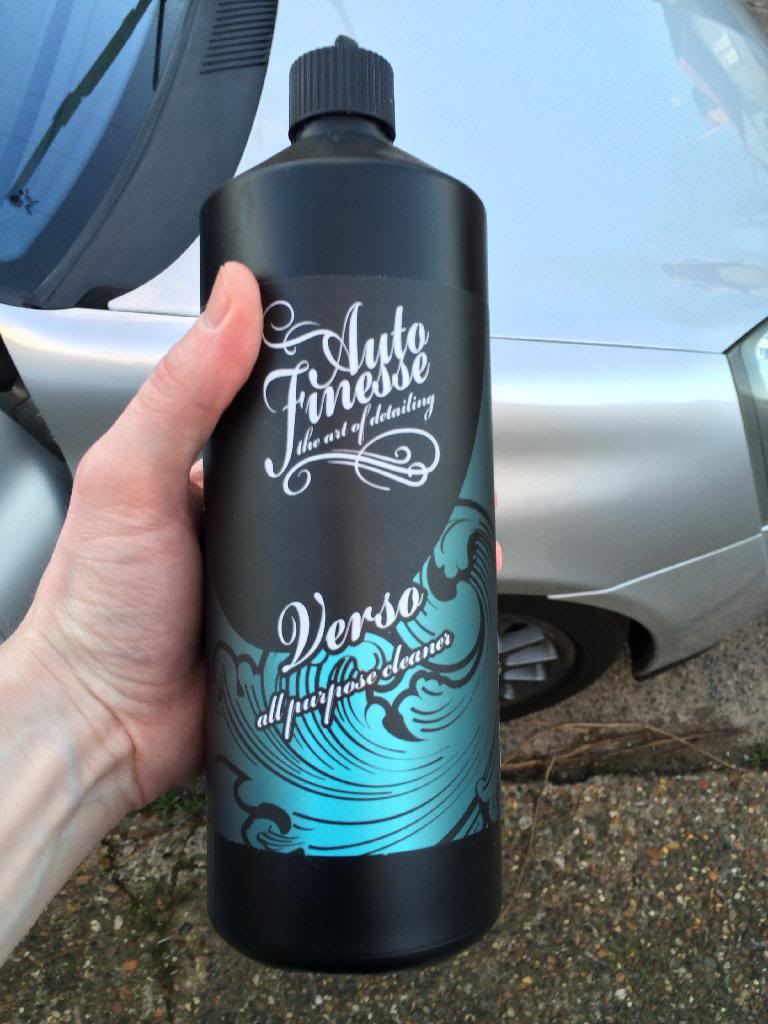 Auto
Finesse
the art of detailing
Verso
all purpose cleaner